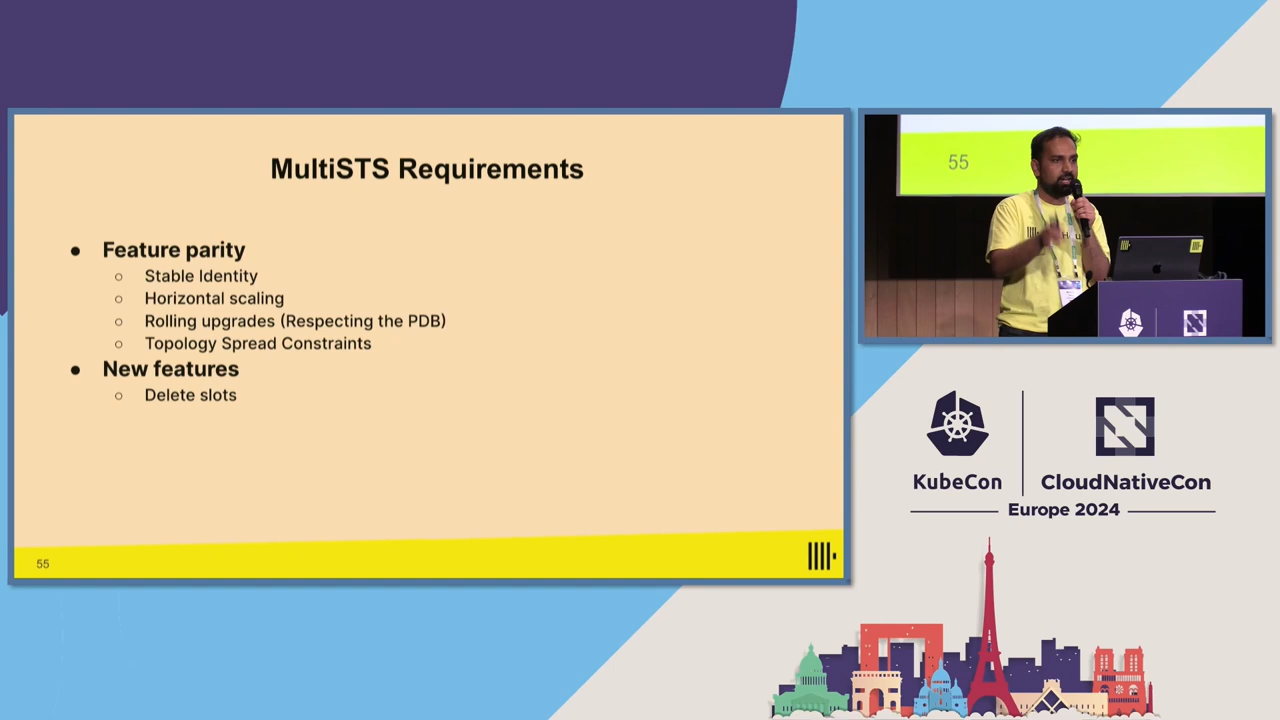 MultiSTS Requirements
● Feature parity
○ Stable Identity
○ Horizontal scaling
○ Rolling upgrades (Respecting the PDB)
○ Topology Spread Constraints
● New features
○ Delete slots
55
55
KubeCon
CloudNativeCon
Europe 2024